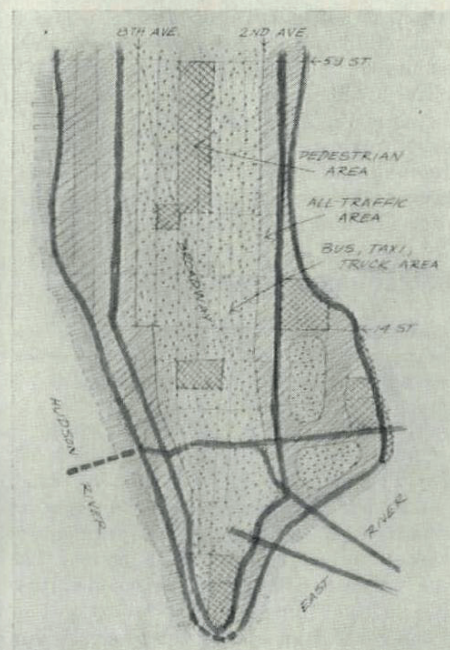 8TH AVE.
2ND AVE.
59 ST
PEDESTRIAN
AREA
ALL TRAFFIC
AREA
BUS, TAXI,
TRUCK AREA
BROADWAY
14 ST
HUDSON
RIVER
EAST
RIVER